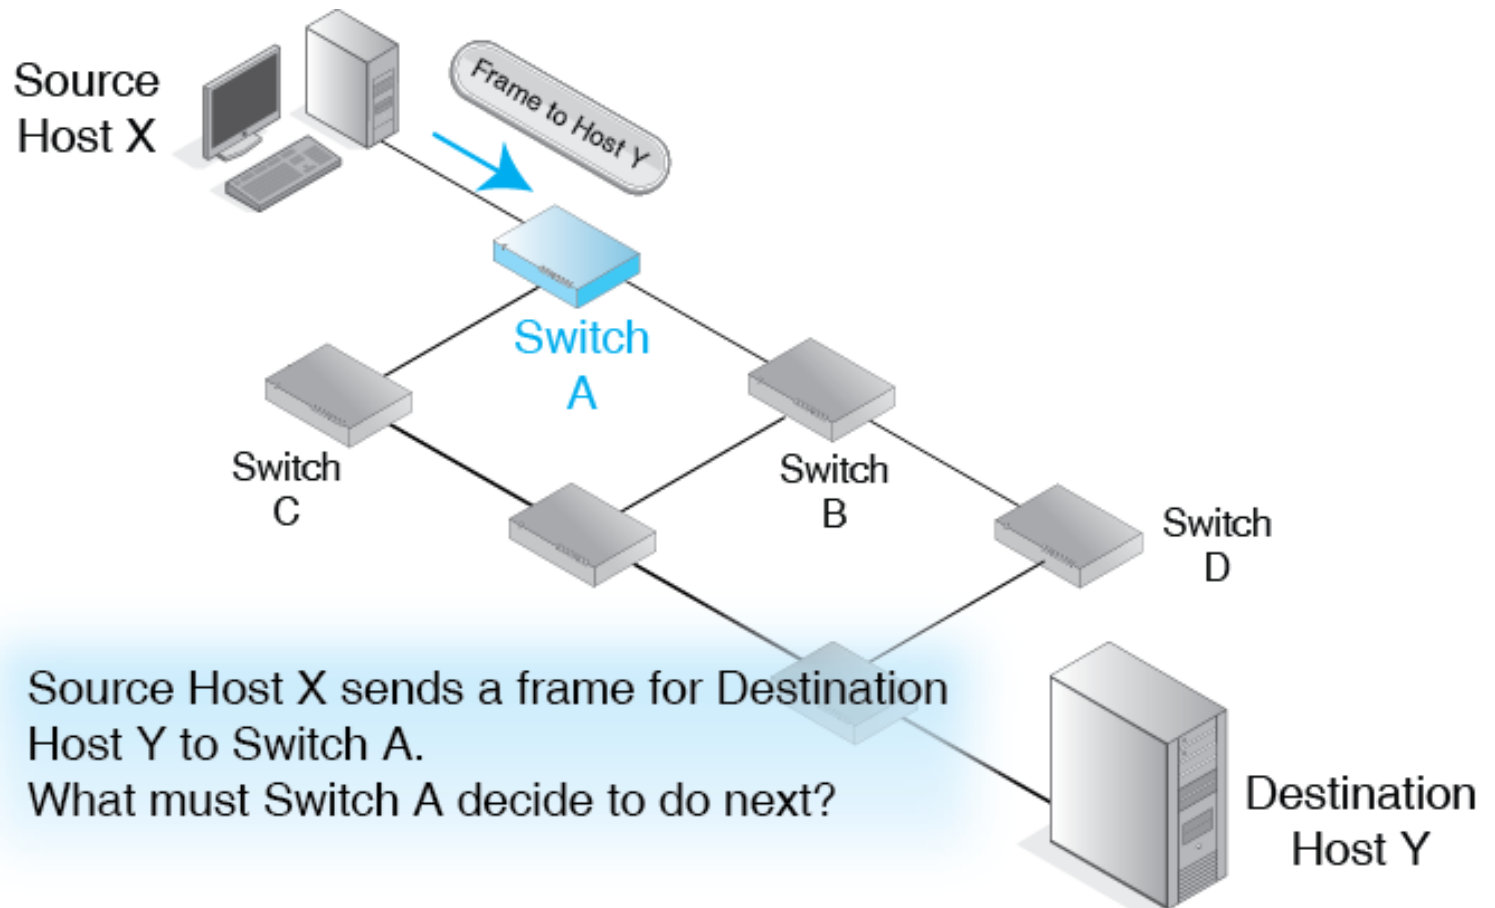 Source
Host X
Frame to Host Y
Switch
A
Switch
C
Switch
B
Switch
D
Source Host X sends a frame for Destination
Host Y to Switch A.
What must Switch A decide to do next?
Destination
Host Y